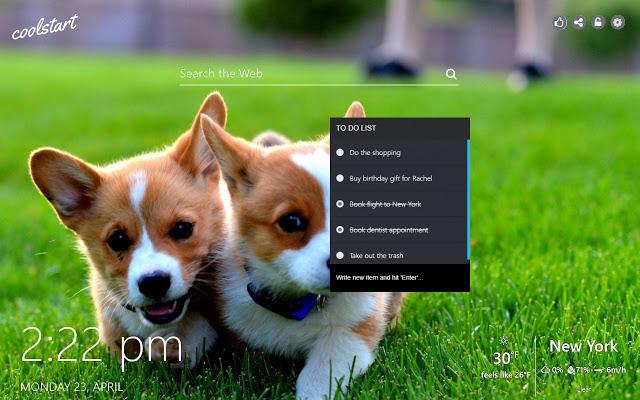 coolstart
Search the Web
TO DO LIST
Do the shopping
Buy birthday gift for Rachel
Book flight to New York
Book dentist appointment
Take out the trash
Write new item and hit 'Enter'...
2:22 pm
MONDAY 23, APRIL
30°F
feels like 26°F
New York
0% 71% 6m/h
clear